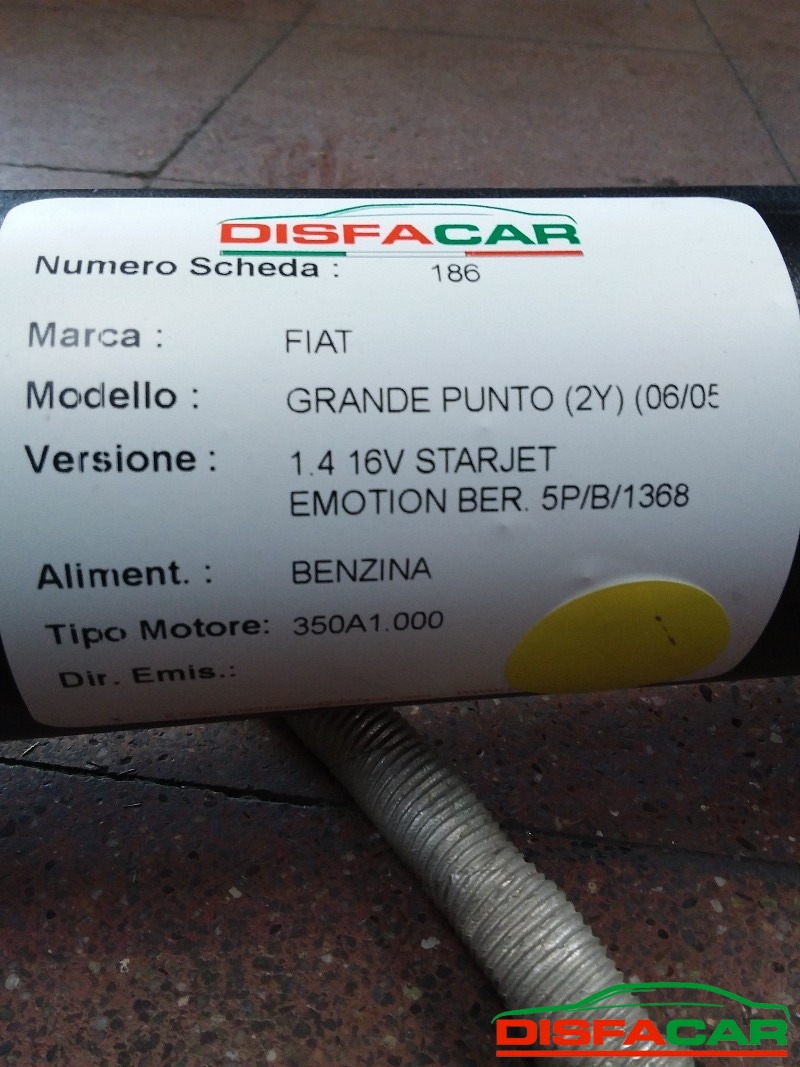 DISFACAR
Numero Scheda : 186
Marca : FIAT
Modello : GRANDE PUNTO (2Y) (06/05
Versione : 1.4 16V STARJET
EMOTION BER. 5P/B/1368
Aliment. : BENZINA
Tipo Motore: 350A1.000
Dir. Emis.:
DISFACAR